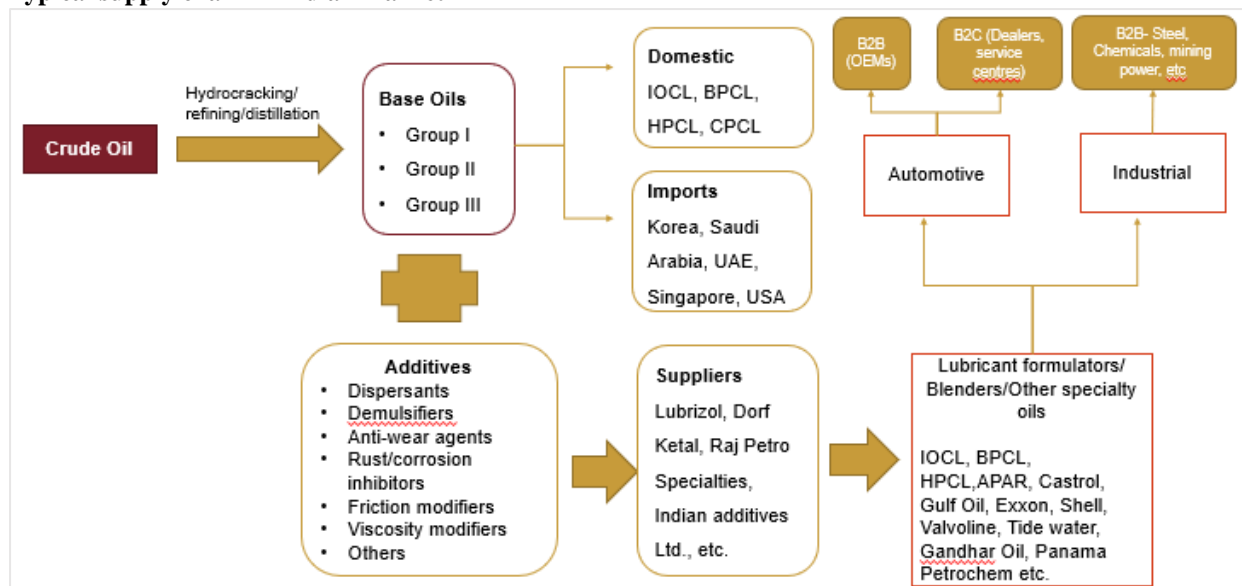 Crude Oil
Hydrocracking/
refining/distillation
Base Oils
• Group I
• Group II
• Group III
Domestic
IOCL, BPCL,
HPCL, CPCL
Imports
Korea, Saudi
Arabia, UAE,
Singapore, USA
B2B
(OEMs)
B2C (Dealers,
service
centres)
B2B- Steel,
Chemicals, mining
power, etc
Automotive
Industrial
Additives
• Dispersants
• Demulsifiers
• Anti-wear agents
• Rust/corrosion
inhibitors
• Friction modifiers
• Viscosity modifiers
• Others
Suppliers
Lubrizol, Dorf
Ketal, Raj Petro
Specialties,
Indian additives
Ltd., etc.
Lubricant formulators/
Blenders/Other specialty
oils
IOCL, BPCL,
HPCL,APAR, Castrol,
Gulf Oil, Exxon, Shell,
Valvoline, Tide water,
Gandhar Oil, Panama
Petrochem etc.